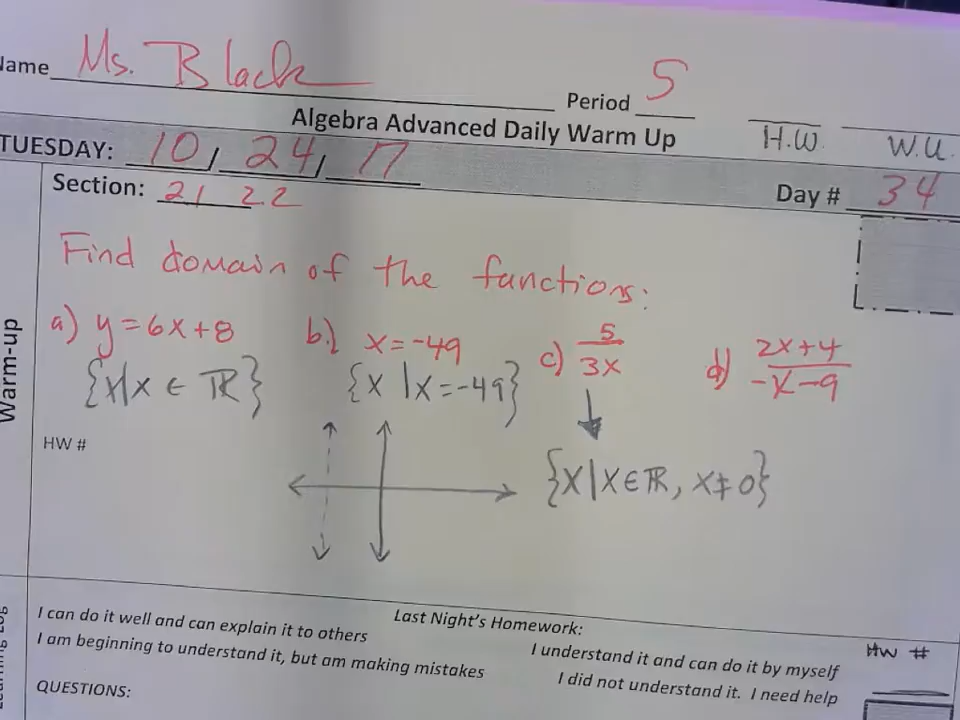 Name Ms. Black Period 5
Algebra Advanced Daily Warm Up
H.W. W.U.
TUESDAY: 10, 24, 17
Section: 21 2.2 Day # 34
Find domain of the functions:
a) y=6x+8 b.) x=-49 c) 5/3x d) 2x+4/-x-9
{x|x ∈ ℝ} {x |x=-49}
{x|x∈ℝ, x≠0}
Warm-up
HW #
Last Night's Homework:
I can do it well and can explain it to others
I understand it and can do it by myself
I am beginning to understand it, but am making mistakes
I did not understand it. I need help
HW #
QUESTIONS: